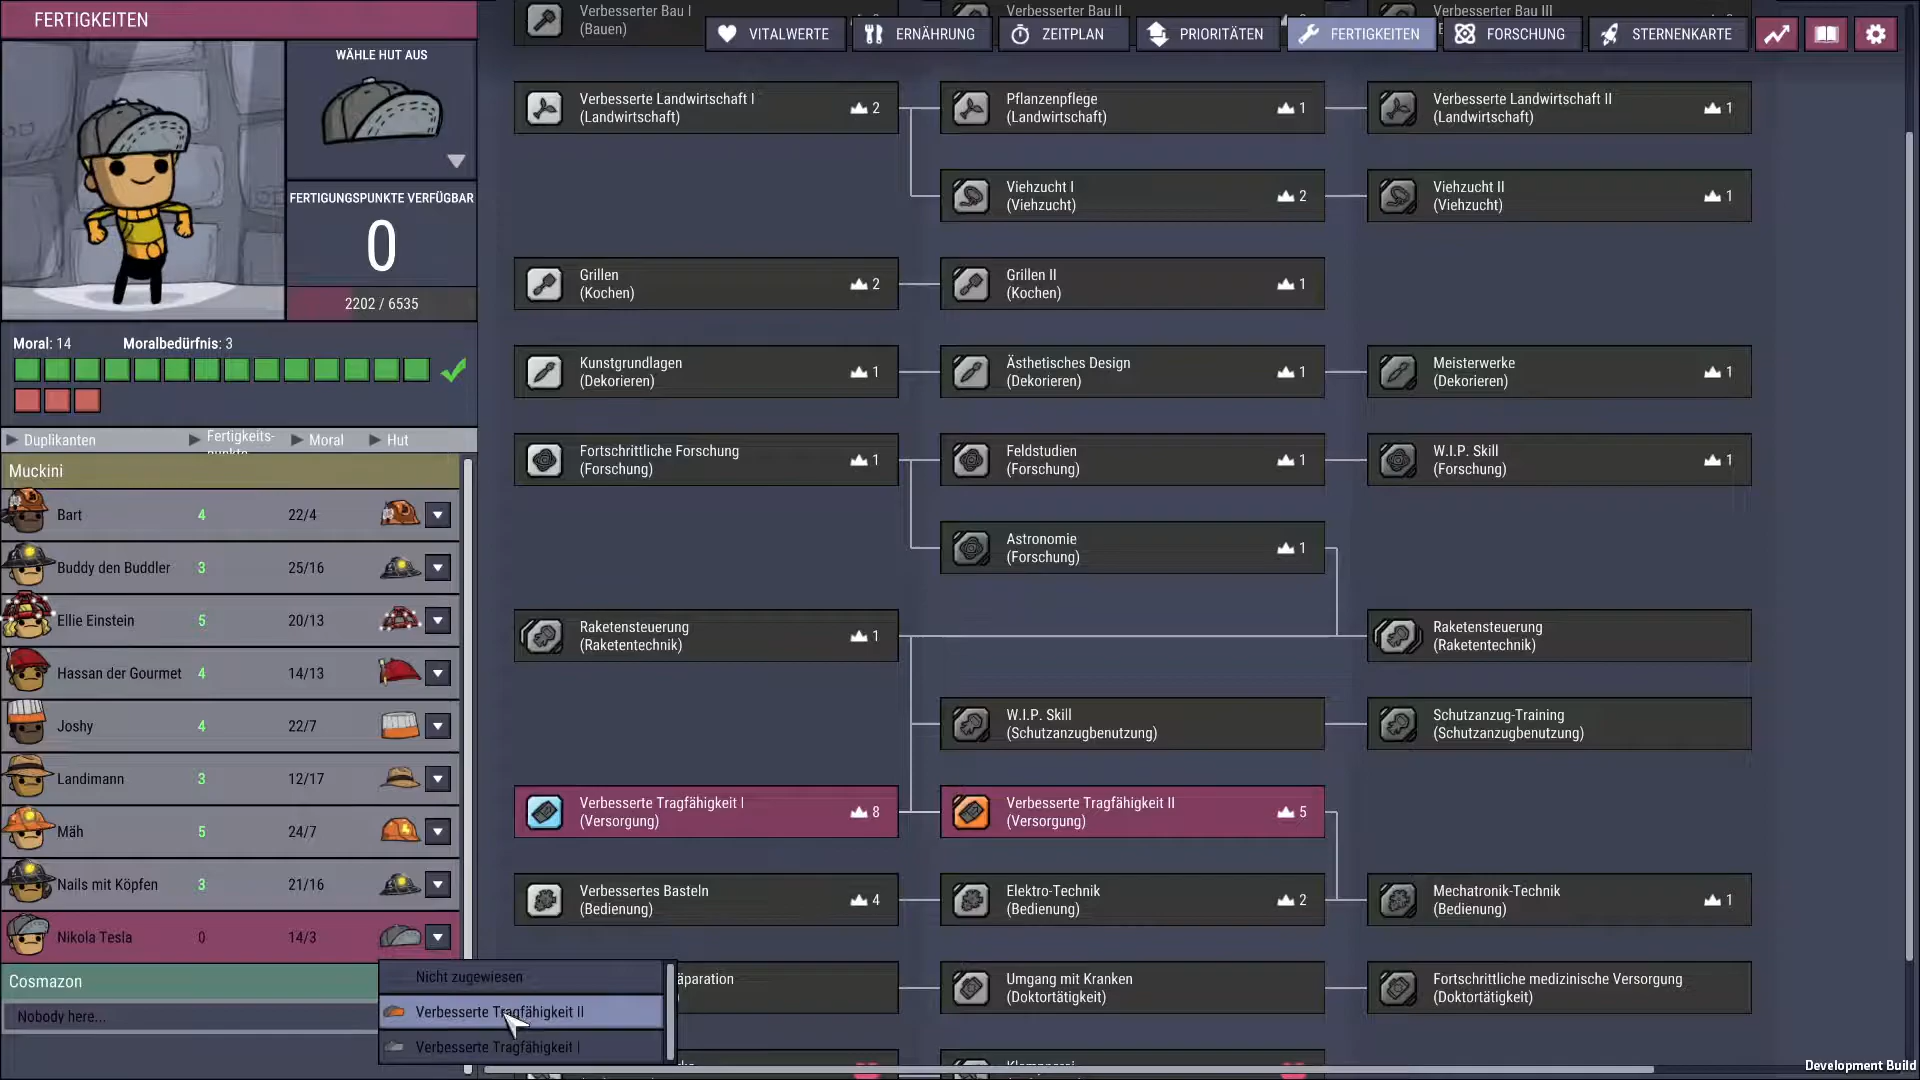 FERTIGKEITEN
Verbesserter Bau I
(Bauen)
Verbesserter Bau II
Verbesserter Bau III
VITALWERTE
ERNÄHRUNG
ZEITPLAN
PRIORITÄTEN
FERTIGKEITEN
FORSCHUNG
STERNENKARTE
WÄHLE HUT AUS
FERTIGUNGSPUNKTE VERFÜGBAR
0
2202 / 6535
Moral: 14
Moralbedürfnis: 3
Duplikanten
Fertigkeits-
punkte
Moral
Hut
Muckini
Bart 4 22/4
Buddy den Buddler 3 25/16
Ellie Einstein 5 20/13
Hassan der Gourmet 4 14/13
Joshy 4 22/7
Landimann 3 12/17
Mäh 5 24/7
Nails mit Köpfen 3 21/16
Nikola Tesla 0 14/3
Cosmazon
Nobody here...
Nicht zugewiesen
Verbesserte Tragfähigkeit II
Verbesserte Tragfähigkeit I
Verbesserte Landwirtschaft I
(Landwirtschaft)
2
Pflanzenpflege
(Landwirtschaft)
1
Verbesserte Landwirtschaft II
(Landwirtschaft)
1
Viehzucht I
(Viehzucht)
2
Viehzucht II
(Viehzucht)
1
Grillen
(Kochen)
2
Grillen II
(Kochen)
1
Kunstgrundlagen
(Dekorieren)
1
Ästhetisches Design
(Dekorieren)
1
Meisterwerke
(Dekorieren)
1
Fortschrittliche Forschung
(Forschung)
1
Feldstudien
(Forschung)
1
W.I.P. Skill
(Forschung)
1
Astronomie
(Forschung)
1
Raketensteuerung
(Raketentechnik)
1
Raketensteuerung
(Raketentechnik)
W.I.P. Skill
(Schutzanzugbenutzung)
Schutzanzug-Training
(Schutzanzugbenutzung)
Verbesserte Tragfähigkeit I
(Versorgung)
8
Verbesserte Tragfähigkeit II
(Versorgung)
5
Verbessertes Basteln
(Bedienung)
4
Elektro-Technik
(Bedienung)
2
Mechatronik-Technik
(Bedienung)
1
äparation
)
Umgang mit Kranken
(Doktortätigkeit)
Fortschrittliche medizinische Versorgung
(Doktortätigkeit)
Development Build